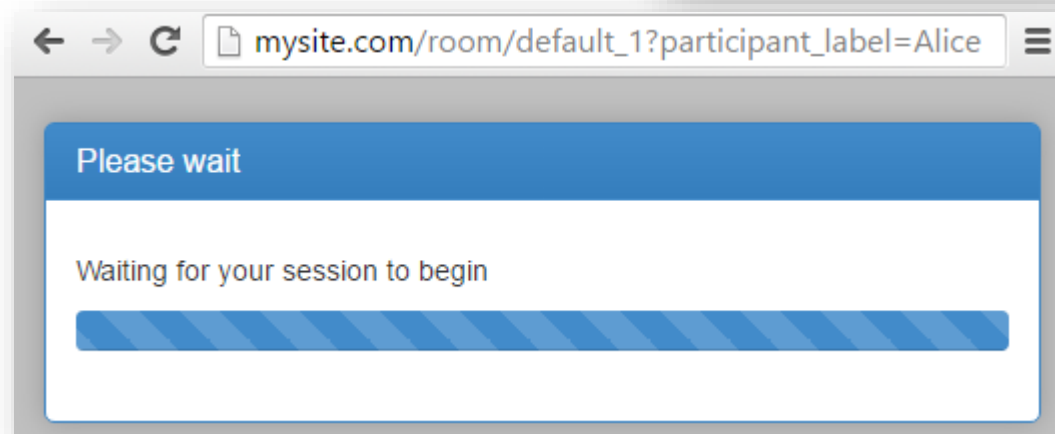 mysite.com/room/default_1?participant_label=Alice
Please wait
Waiting for your session to begin